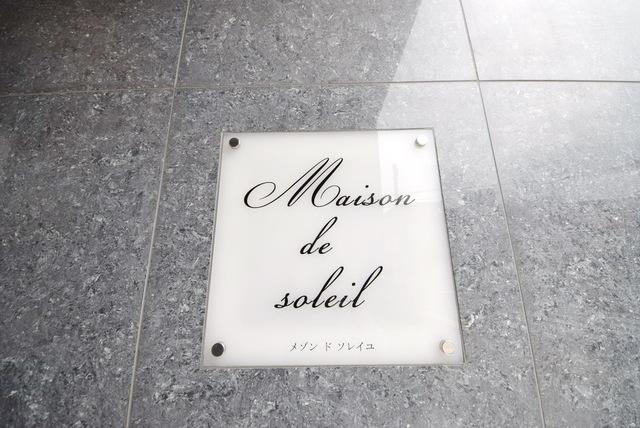 Maison
de
soleil
メゾン ド ソレイユ